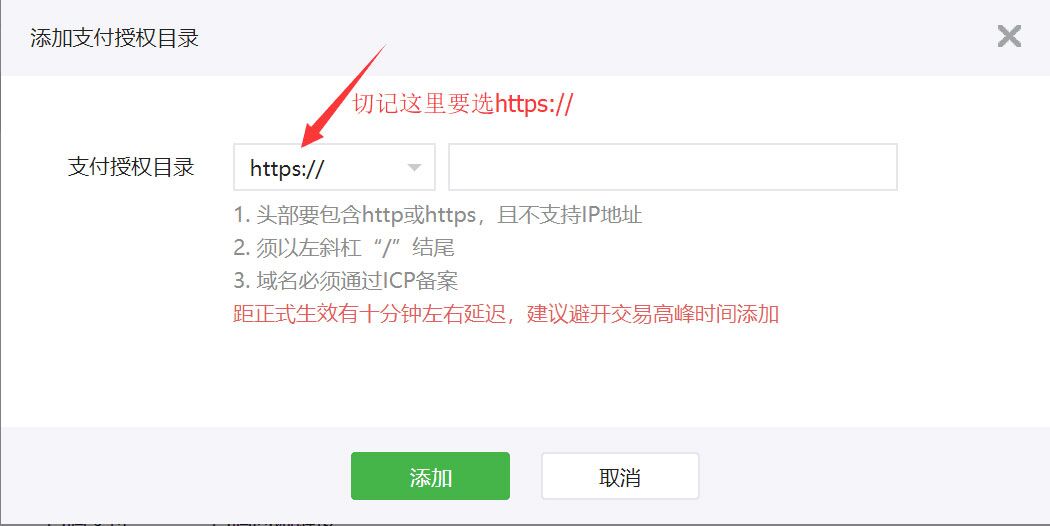 添加支付授权目录
切记这里要选https://
支付授权目录
https://
1. 头部要包含http或https，且不支持IP地址
2. 须以左斜杠“/”结尾
3. 域名必须通过ICP备案
距正式生效有十分钟左右延迟，建议避开交易高峰时间添加
添加
取消